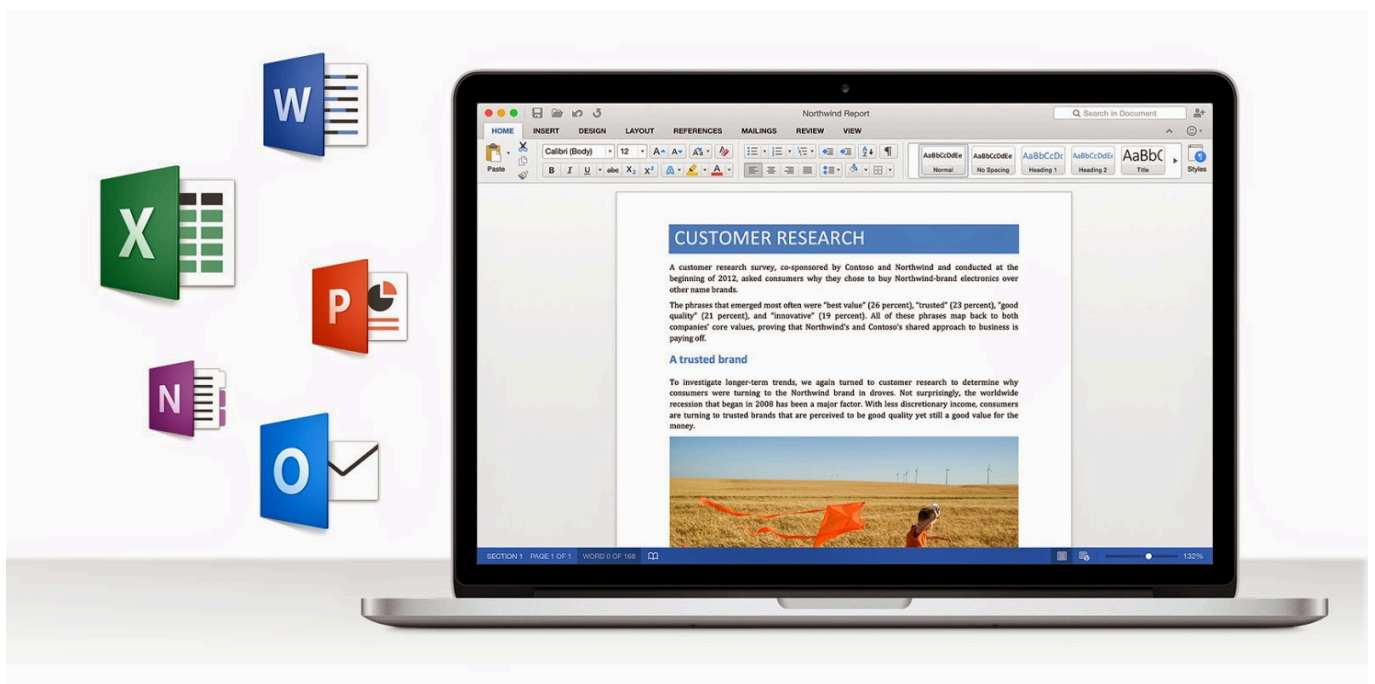 W
X
P
N
O
Northwind Report
Search in Document
HOME INSERT DESIGN LAYOUT REFERENCES MAILINGS REVIEW VIEW
Paste
Calibri (Body) 12
B I U abc X₂ X² A A
AaBbCcDdEe AaBbCcDdEe AaBbCcDc AaBbCcDdEe AaBbC
Normal No Spacing Heading 1 Heading 2 Title Styles
CUSTOMER RESEARCH
A customer research survey, co-sponsored by Contoso and Northwind and conducted at the
beginning of 2012, asked consumers why they chose to buy Northwind-brand electronics over
other name brands.
The phrases that emerged most often were “best value” (26 percent), “trusted” (23 percent), “good
quality” (21 percent), and “innovative” (19 percent). All of these phrases map back to both
companies’ core values, proving that Northwind’s and Contoso’s shared approach to business is
paying off.
A trusted brand
To investigate longer-term trends, we again turned to customer research to determine why
consumers were turning to the Northwind brand in droves. Not surprisingly, the worldwide
recession that began in 2008 has been a major factor. With less discretionary income, consumers
are turning to trusted brands that are perceived to be good quality yet still a good value for the
money.
SECTION 1 PAGE 1 OF 1 WORD 0 OF 168 132%